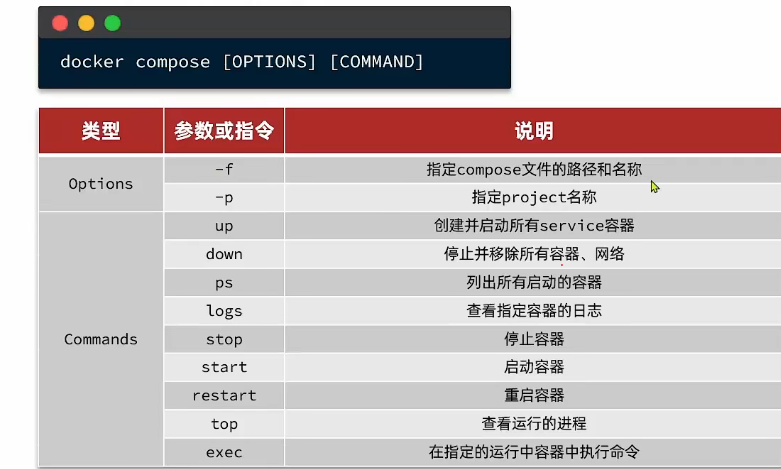 docker compose [OPTIONS] [COMMAND]
类型 参数或指令 说明
Options -f 指定compose文件的路径和名称
-p 指定project名称
Commands up 创建并启动所有service容器
down 停止并移除所有容器、网络
ps 列出所有启动的容器
logs 查看指定容器的日志
stop 停止容器
start 启动容器
restart 重启容器
top 查看运行的进程
exec 在指定的运行中容器中执行命令